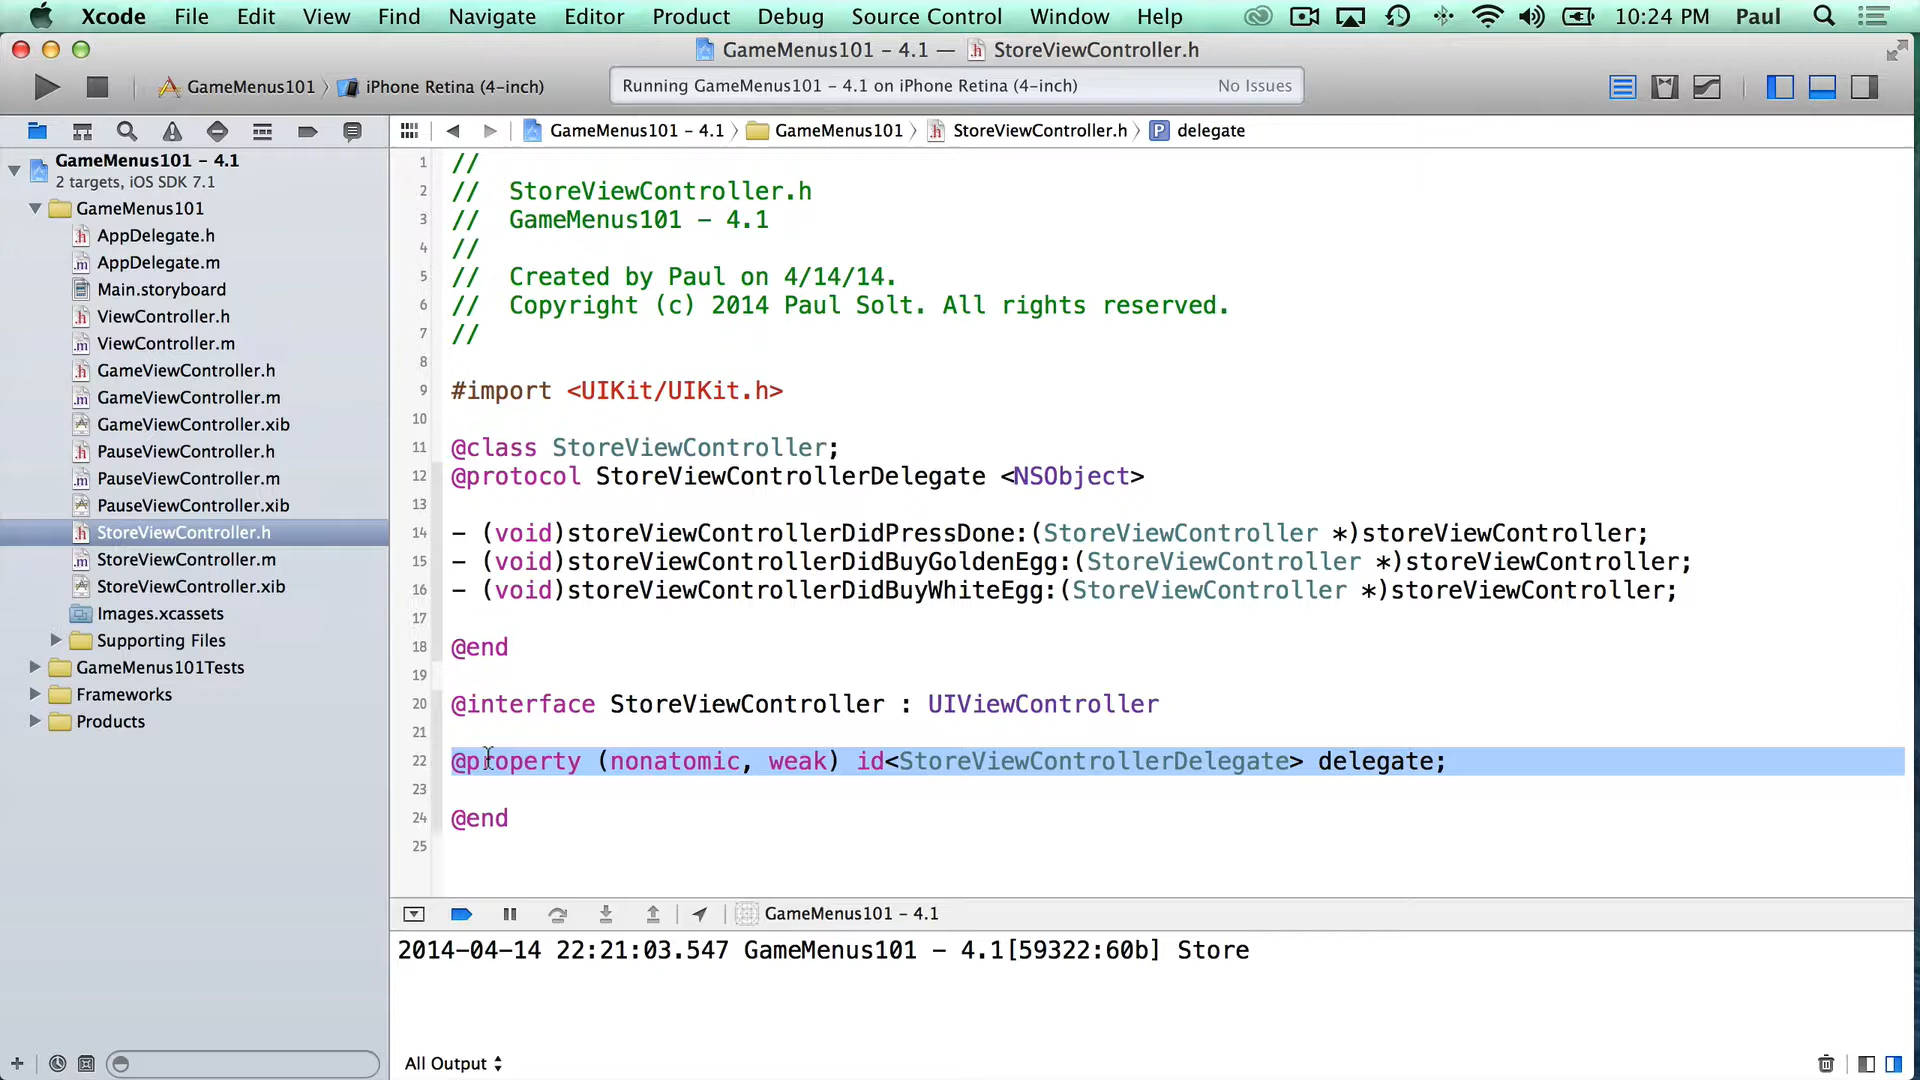 Xcode File Edit View Find Navigate Editor Product Debug Source Control Window Help 10:24 PM Paul
GameMenus101 - 4.1 — StoreViewController.h
GameMenus101 iPhone Retina (4-inch) Running GameMenus101 - 4.1 on iPhone Retina (4-inch) No Issues
GameMenus101 - 4.1 GameMenus101 StoreViewController.h P delegate
GameMenus101 - 4.1
2 targets, iOS SDK 7.1
GameMenus101
AppDelegate.h
AppDelegate.m
Main.storyboard
ViewController.h
ViewController.m
GameViewController.h
GameViewController.m
GameViewController.xib
PauseViewController.h
PauseViewController.m
PauseViewController.xib
StoreViewController.h
StoreViewController.m
StoreViewController.xib
Images.xcassets
Supporting Files
GameMenus101Tests
Frameworks
Products
1 //
2 // StoreViewController.h
3 // GameMenus101 - 4.1
4 //
5 // Created by Paul on 4/14/14.
6 // Copyright (c) 2014 Paul Solt. All rights reserved.
7 //
8
9 #import <UIKit/UIKit.h>
10
11 @class StoreViewController;
12 @protocol StoreViewControllerDelegate <NSObject>
13
14 - (void)storeViewControllerDidPressDone:(StoreViewController *)storeViewController;
15 - (void)storeViewControllerDidBuyGoldenEgg:(StoreViewController *)storeViewController;
16 - (void)storeViewControllerDidBuyWhiteEgg:(StoreViewController *)storeViewController;
17
18 @end
19
20 @interface StoreViewController : UIViewController
21
22 @property (nonatomic, weak) id<StoreViewControllerDelegate> delegate;
23
24 @end
25
GameMenus101 - 4.1
2014-04-14 22:21:03.547 GameMenus101 - 4.1[59322:60b] Store
All Output